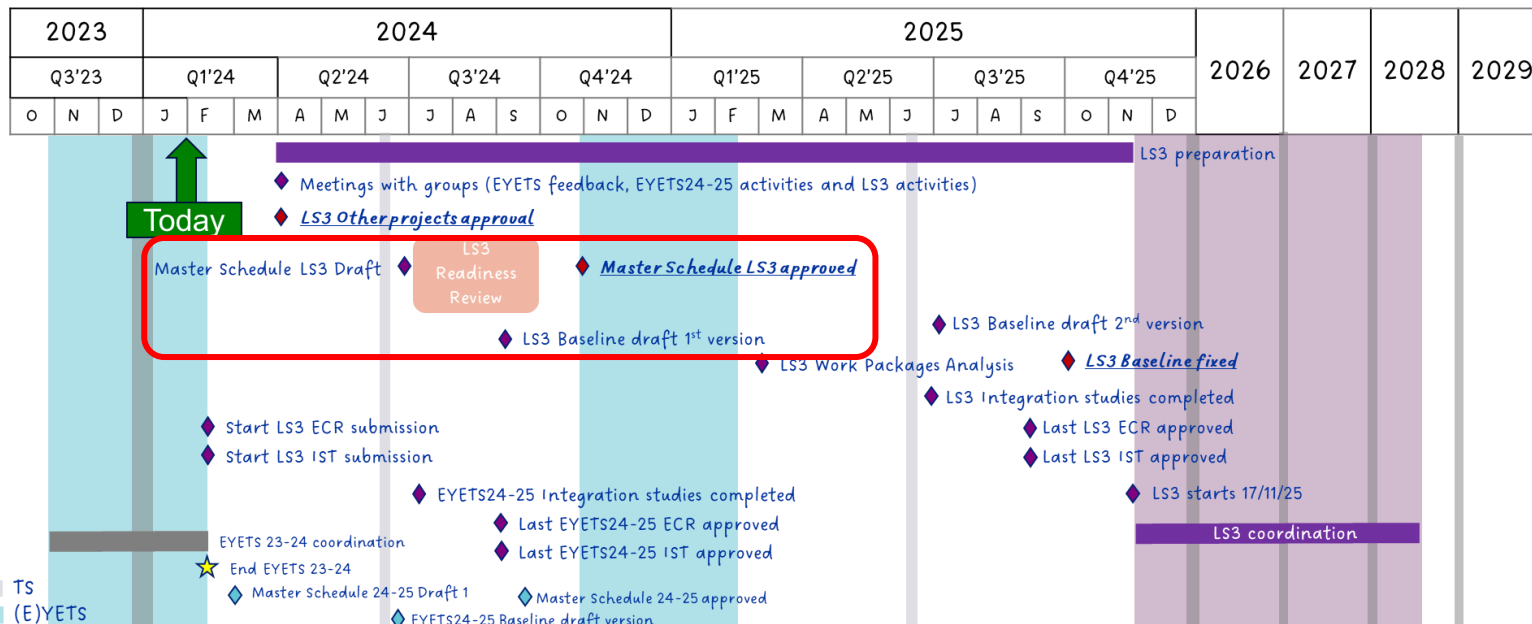 2023 2024 2025 2026 2027 2028 2029
Q3'23 Q1'24 Q2'24 Q3'24 Q4'24 Q1'25 Q2'25 Q3'25 Q4'25
O N D J F M A M J J A S O N D J F M A M J J A S O N D
LS3 preparation
Meetings with groups (EYETS feedback, EYETS24-25 activities and LS3 activities)
Today
LS3 Other projects approval
Master Schedule LS3 Draft
LS3
Readiness
Review
Master Schedule LS3 approved
LS3 Baseline draft 1st version
LS3 Baseline draft 2nd version
LS3 Work Packages Analysis
LS3 Baseline fixed
LS3 Integration studies completed
Start LS3 ECR submission
Last LS3 ECR approved
Start LS3 IST submission
Last LS3 IST approved
EYETS24-25 Integration studies completed
LS3 starts 17/11/25
Last EYETS24-25 ECR approved
LS3 coordination
EYETS 23-24 coordination
Last EYETS24-25 IST approved
End EYETS 23-24
TS
Master Schedule 24-25 Draft 1
Master Schedule 24-25 approved
(E)YETS
EYETS24-25 Baseline draft version